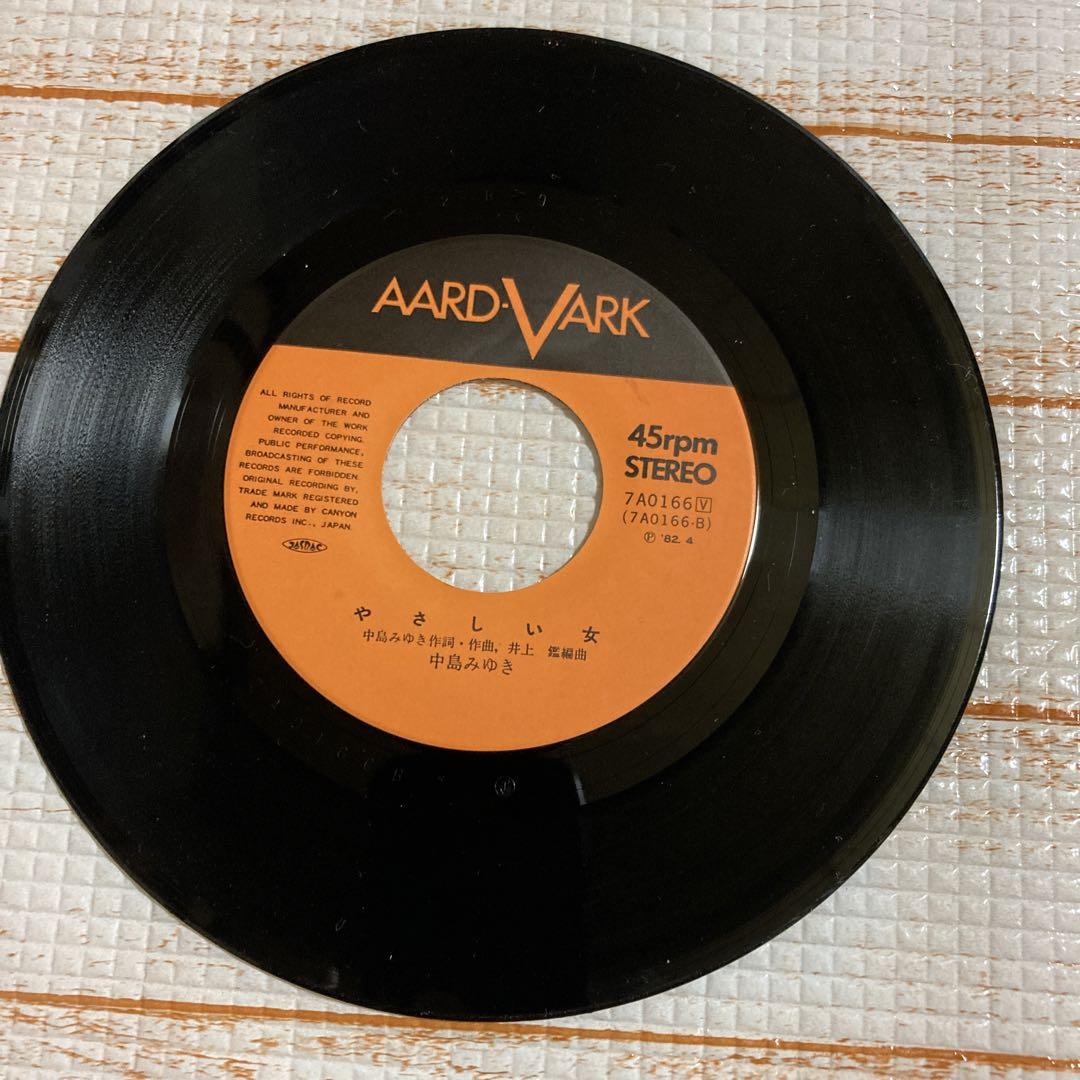 AARD-VARK
ALL RIGHTS OF RECORD
MANUFACTURER AND
OWNER OF THE WORK
RECORDED COPYING.
PUBLIC PERFORMANCE,
BROADCASTING OF THESE
RECORDS ARE FORBIDDEN.
ORIGINAL RECORDING BY,
TRADE MARK REGISTERED
AND MADE BY CANYON
RECORDS INC., JAPAN.
JASRAC
45rpm
STEREO
7A0166 V
(7A0166-B)
Ⓟ '82. 4
やさしい女
中島みゆき作詞・作曲, 井上 鑑編曲
中島みゆき